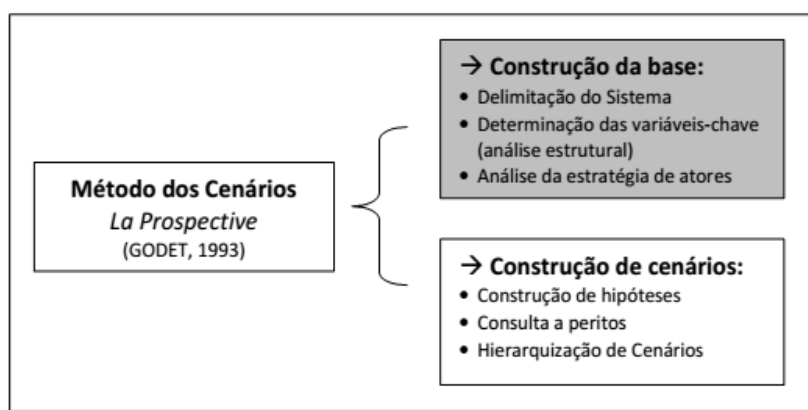 Método dos Cenários
La Prospective
(GODET, 1993)
→ Construção da base:
• Delimitação do Sistema
• Determinação das variáveis-chave
(análise estrutural)
• Análise da estratégia de atores
→ Construção de cenários:
• Construção de hipóteses
• Consulta a peritos
• Hierarquização de Cenários